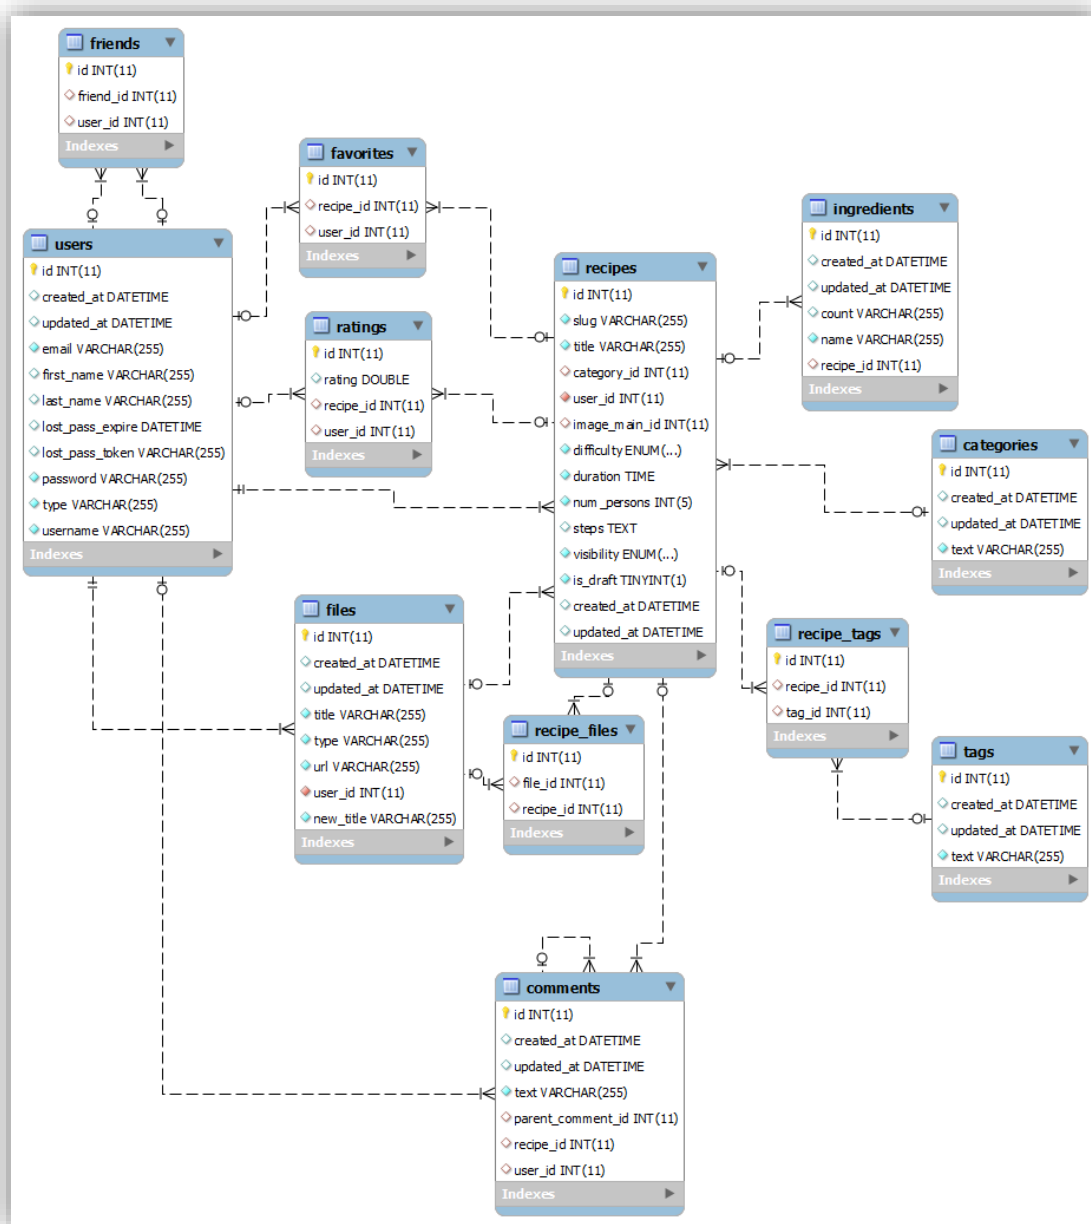 friends
id INT(11)
friend_id INT(11)
user_id INT(11)
Indexes
users
id INT(11)
created_at DATETIME
updated_at DATETIME
email VARCHAR(255)
first_name VARCHAR(255)
last_name VARCHAR(255)
lost_pass_expire DATETIME
lost_pass_token VARCHAR(255)
password VARCHAR(255)
type VARCHAR(255)
username VARCHAR(255)
Indexes
favorites
id INT(11)
recipe_id INT(11)
user_id INT(11)
Indexes
ratings
id INT(11)
rating DOUBLE
recipe_id INT(11)
user_id INT(11)
Indexes
recipes
id INT(11)
slug VARCHAR(255)
title VARCHAR(255)
category_id INT(11)
user_id INT(11)
image_main_id INT(11)
difficulty ENUM(...)
duration TIME
num_persons INT(5)
steps TEXT
visibility ENUM(...)
is_draft TINYINT(1)
created_at DATETIME
updated_at DATETIME
Indexes
ingredients
id INT(11)
created_at DATETIME
updated_at DATETIME
count VARCHAR(255)
name VARCHAR(255)
recipe_id INT(11)
Indexes
categories
id INT(11)
created_at DATETIME
updated_at DATETIME
text VARCHAR(255)
Indexes
files
id INT(11)
created_at DATETIME
updated_at DATETIME
title VARCHAR(255)
type VARCHAR(255)
url VARCHAR(255)
user_id INT(11)
new_title VARCHAR(255)
Indexes
recipe_files
id INT(11)
file_id INT(11)
recipe_id INT(11)
Indexes
recipe_tags
id INT(11)
recipe_id INT(11)
tag_id INT(11)
Indexes
tags
id INT(11)
created_at DATETIME
updated_at DATETIME
text VARCHAR(255)
Indexes
comments
id INT(11)
created_at DATETIME
updated_at DATETIME
text VARCHAR(255)
parent_comment_id INT(11)
recipe_id INT(11)
user_id INT(11)
Indexes